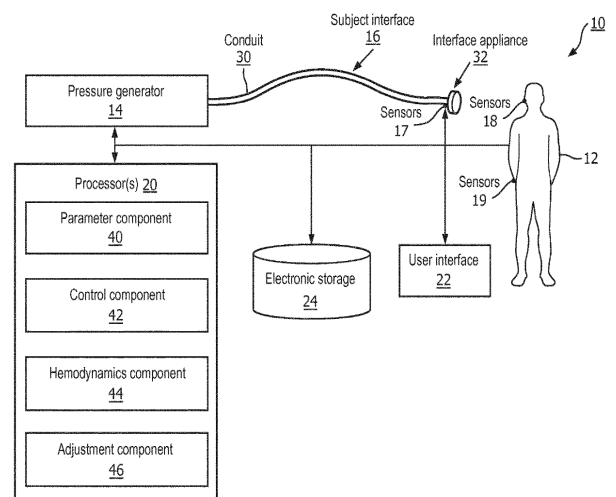 10
Subject interface
16
Interface appliance
32
Conduit
30
Pressure generator
14
Sensors
17
Sensors
18
12
Sensors
19
Processor(s) 20
Parameter component
40
Control component
42
Hemodynamics component
44
Adjustment component
46
Electronic storage
24
User interface
22